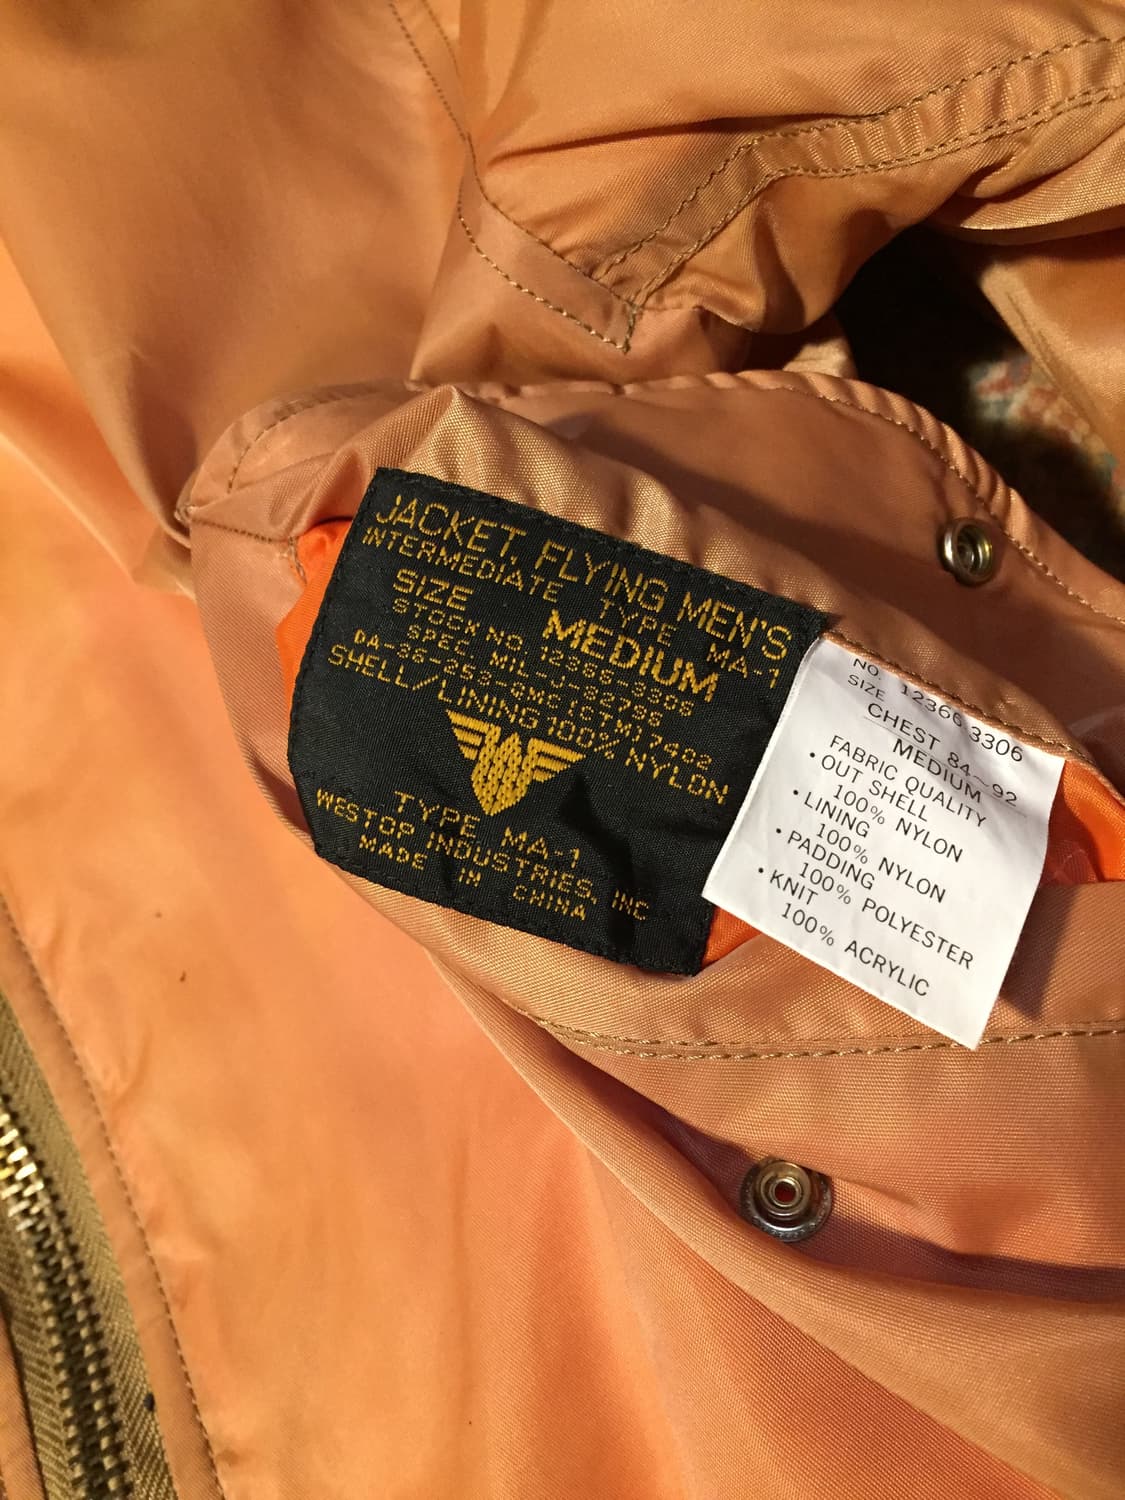 JACKET, FLYING MEN'S
INTERMEDIATE TYPE MA-1
SIZE MEDIUM
STOCK NO. 12366-3306
SPEC. MIL-J-82798
SHELL/LINING 100% NYLON
TYPE MA-1
WESTOP INDUSTRIES, INC
MADE IN CHINA
NO. 12366 3306
SIZE
CHEST 84~92
MEDIUM
FABRIC QUALITY
• OUT SHELL
100% NYLON
• LINING
100% NYLON
• PADDING
100% POLYESTER
• KNIT
100% ACRYLIC